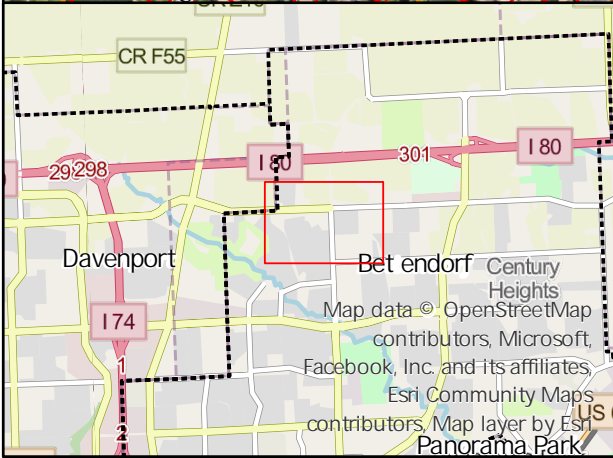 CR F55
I 80
298
301
I 80
Davenport
Bet endorf
Century
Heights
I 74
Map data © OpenStreetMap
contributors, Microsoft,
Facebook, Inc. and its affiliates,
Esri Community Maps
contributors, Map layer by Esri
1
2
US
Panorama Park